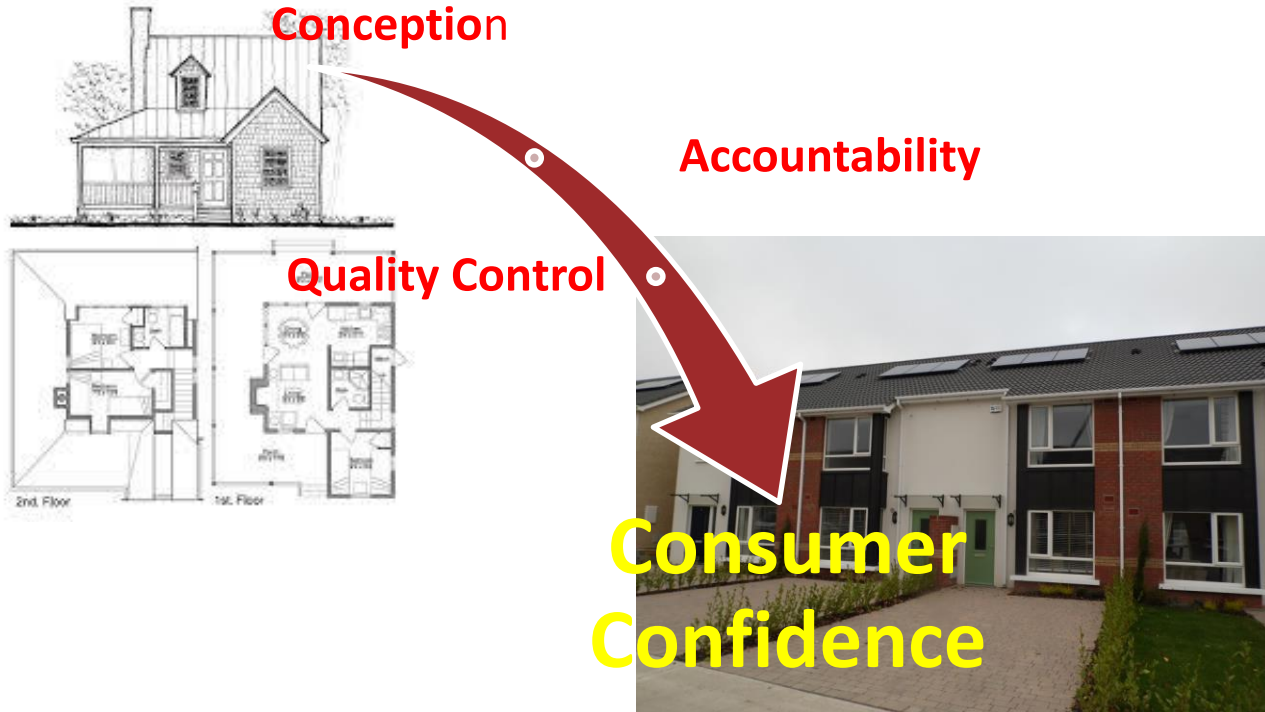 Conception
Accountability
Quality Control
2nd. Floor
1st. Floor
Consumer
Confidence